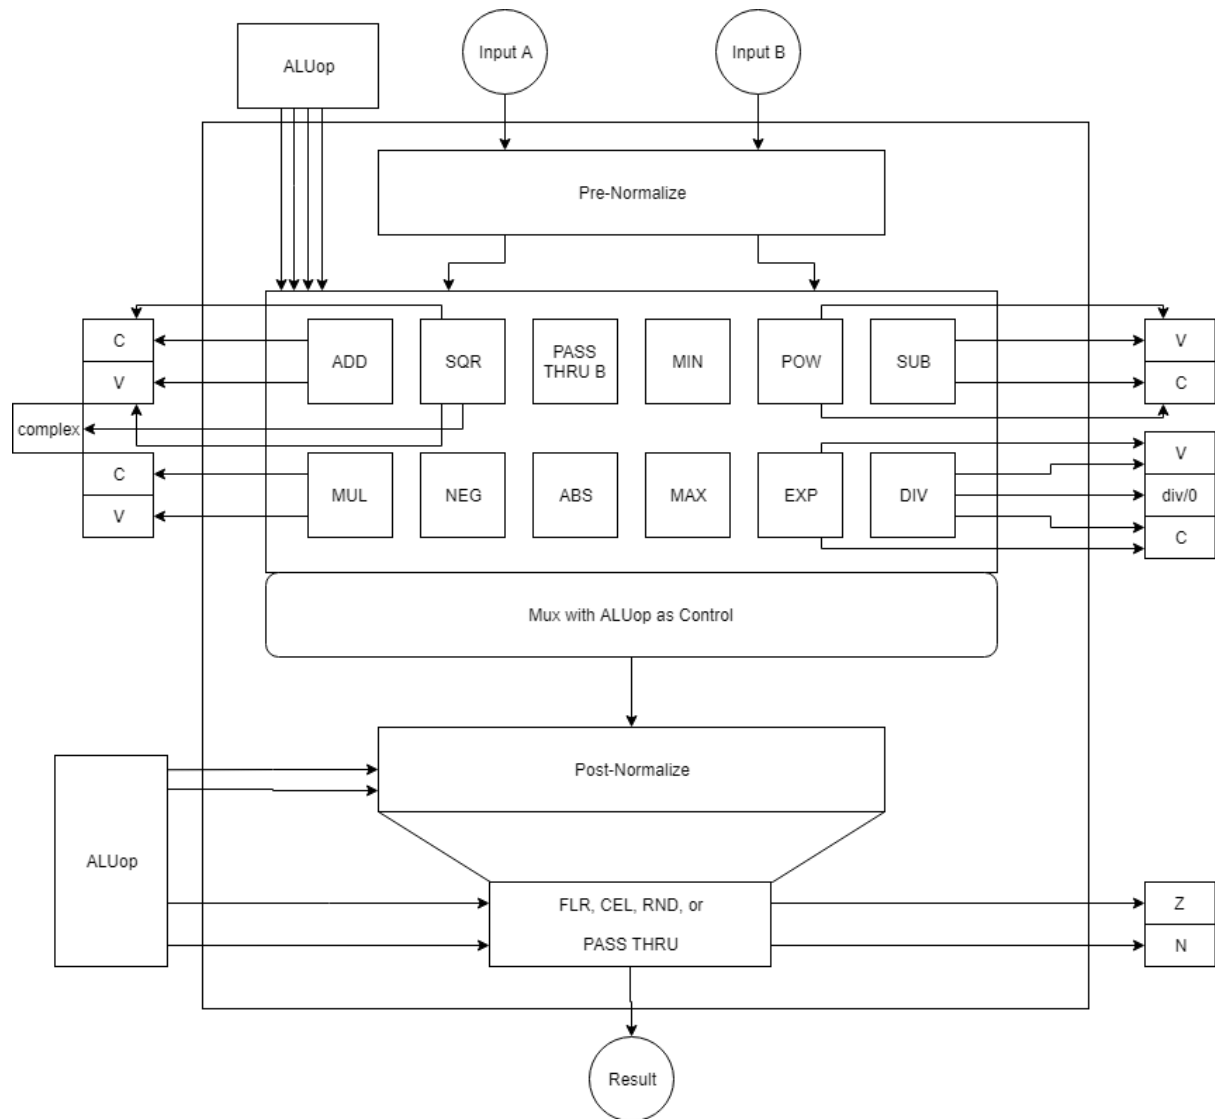 ALUop
Input A
Input B
Pre-Normalize
C
ADD
SQR
PASS
THRU B
MIN
POW
SUB
V
V
C
complex
C
MUL
NEG
ABS
MAX
EXP
DIV
V
V
div/0
C
Mux with ALUop as Control
Post-Normalize
ALUop
FLR, CEL, RND, or
PASS THRU
Z
N
Result